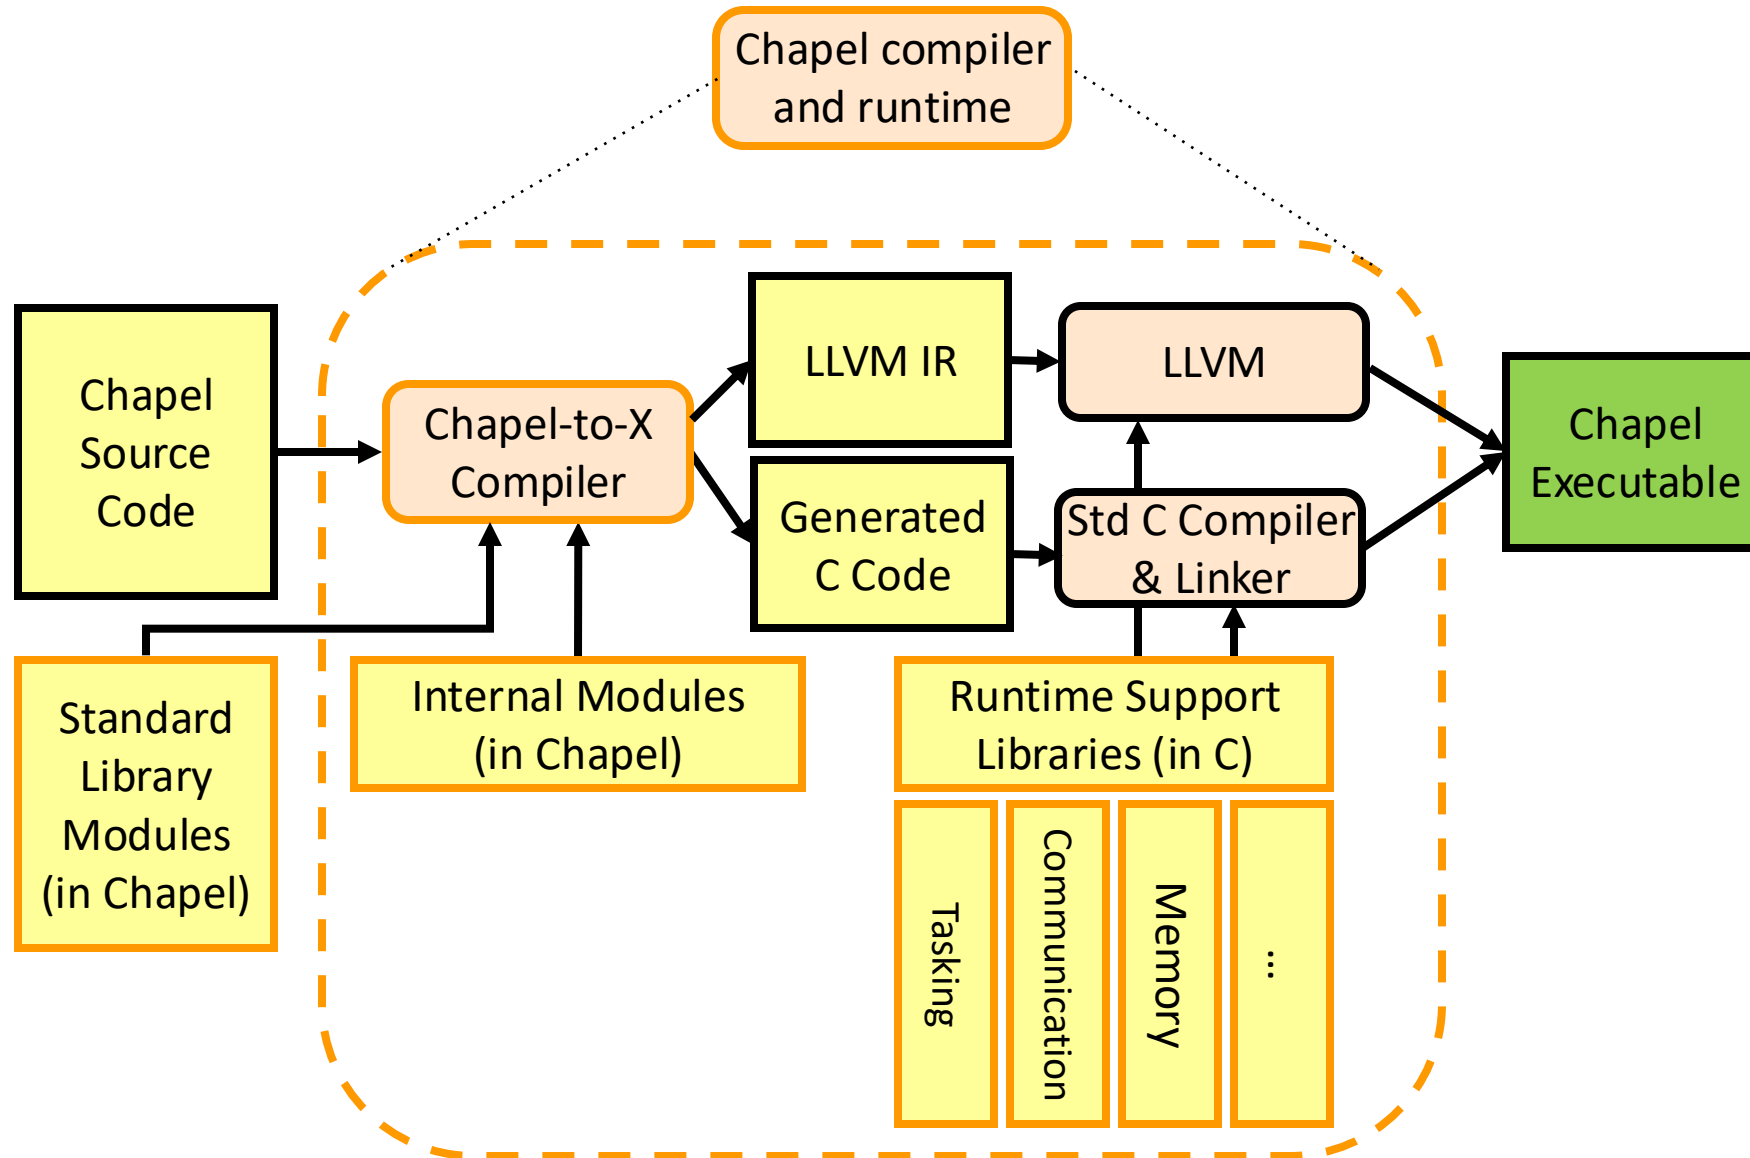 Chapel compiler
and runtime
Chapel
Source
Code
Chapel-to-X
Compiler
LLVM IR
LLVM
Generated
C Code
Std C Compiler
& Linker
Chapel
Executable
Standard
Library
Modules
(in Chapel)
Internal Modules
(in Chapel)
Runtime Support
Libraries (in C)
Tasking
Communication
Memory
...